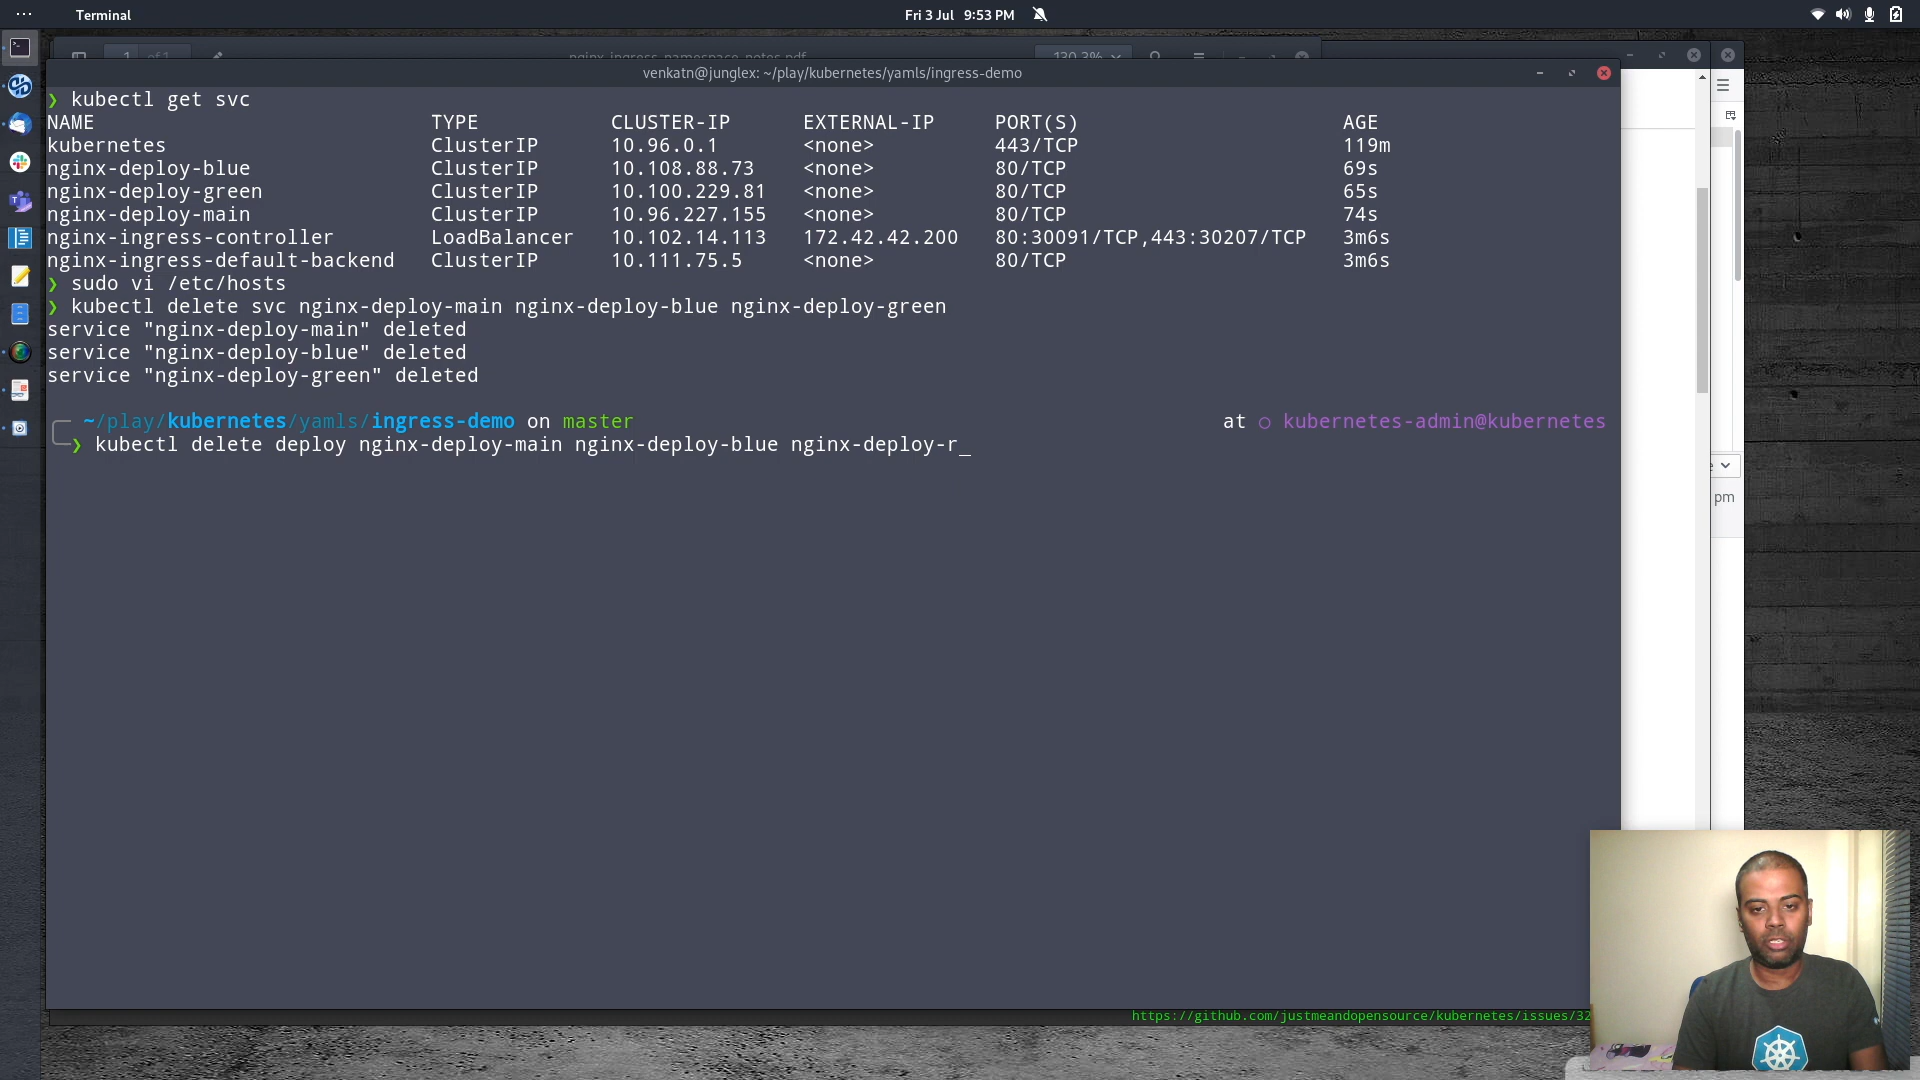 Terminal
Fri 3 Jul 9:53 PM
nginx-ingress-namespace-notes.pdf
130.3%
venkatn@junglex: ~/play/kubernetes/yamls/ingress-demo
❯ kubectl get svc
NAME TYPE CLUSTER-IP EXTERNAL-IP PORT(S) AGE
kubernetes ClusterIP 10.96.0.1 <none> 443/TCP 119m
nginx-deploy-blue ClusterIP 10.108.88.73 <none> 80/TCP 69s
nginx-deploy-green ClusterIP 10.100.229.81 <none> 80/TCP 65s
nginx-deploy-main ClusterIP 10.96.227.155 <none> 80/TCP 74s
nginx-ingress-controller LoadBalancer 10.102.14.113 172.42.42.200 80:30091/TCP,443:30207/TCP 3m6s
nginx-ingress-default-backend ClusterIP 10.111.75.5 <none> 80/TCP 3m6s
❯ sudo vi /etc/hosts
❯ kubectl delete svc nginx-deploy-main nginx-deploy-blue nginx-deploy-green
service "nginx-deploy-main" deleted
service "nginx-deploy-blue" deleted
service "nginx-deploy-green" deleted
~/play/kubernetes/yamls/ingress-demo on master at ○ kubernetes-admin@kubernetes
❯ kubectl delete deploy nginx-deploy-main nginx-deploy-blue nginx-deploy-r_
pm
https://github.com/justmeandopensource/kubernetes/issues/32